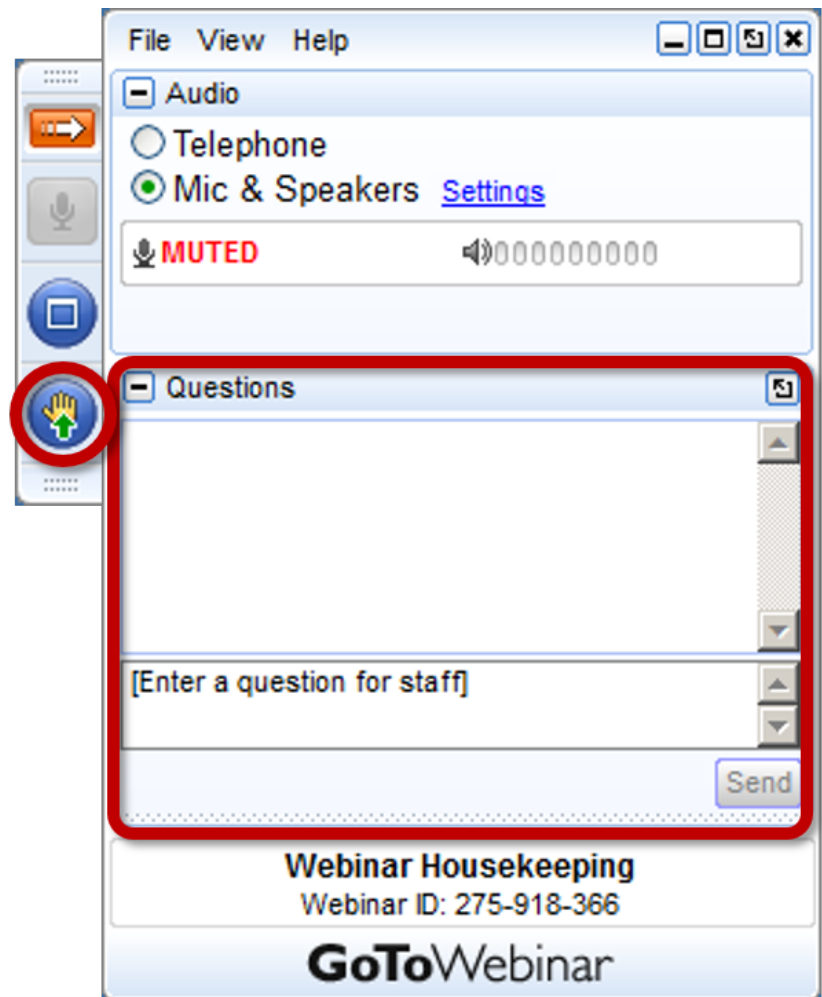 File View Help
Audio
Telephone
Mic & Speakers Settings
MUTED
Questions
[Enter a question for staff]
Send
Webinar Housekeeping
Webinar ID: 275-918-366
GoToWebinar